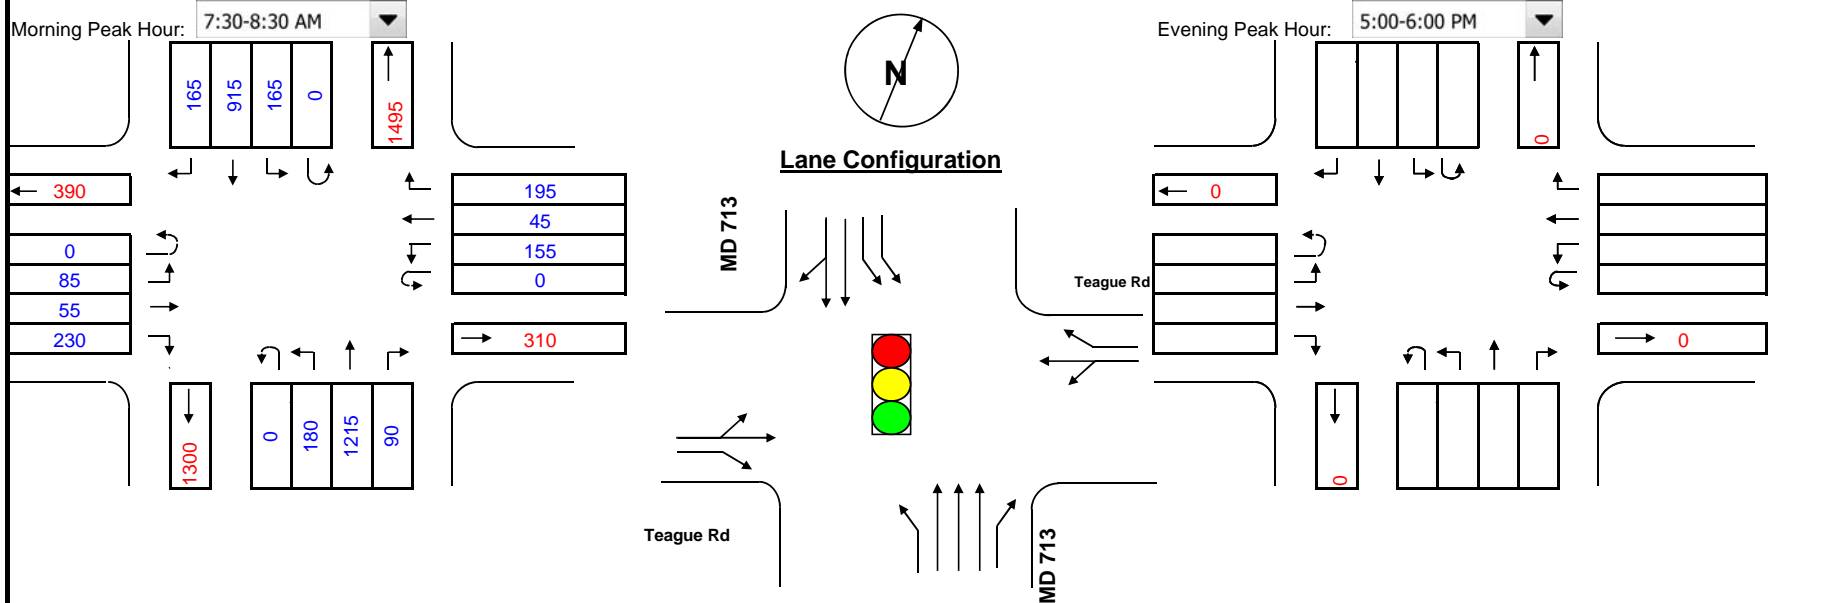 Morning Peak Hour:
7:30-8:30 AM
Evening Peak Hour:
5:00-6:00 PM
165
915
165
0
1495
N
0
Lane Configuration
390
195
0
45
0
155
85
0
55
230
310
MD 713
Teague Rd
0
0
180
1215
90
1300
0
Teague Rd
MD 713